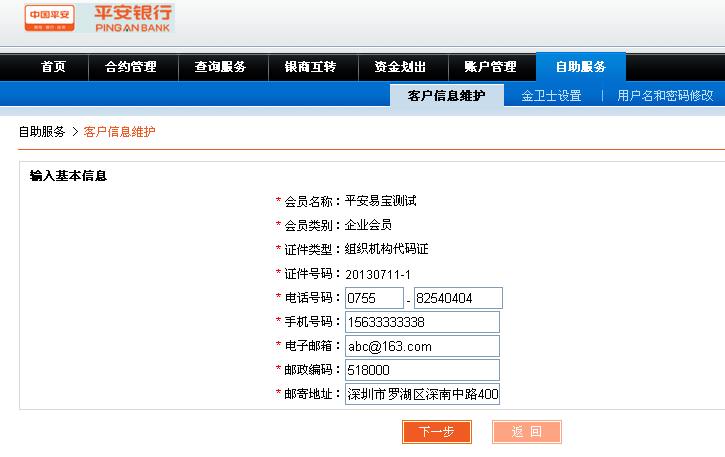 中国平安
平安银行
PING AN BANK
首页 合约管理 查询服务 银商互转 资金划出 账户管理 自助服务
客户信息维护 金卫士设置 | 用户名和密码修改
自助服务 > 客户信息维护
输入基本信息
* 会员名称：平安易宝测试
* 会员类别：企业会员
* 证件类型：组织机构代码证
* 证件号码：20130711-1
* 电话号码：0755 - 82540404
* 手机号码：15633333338
* 电子邮箱：abc@163.com
* 邮政编码：518000
* 邮寄地址：深圳市罗湖区深南中路400
下一步 返 回